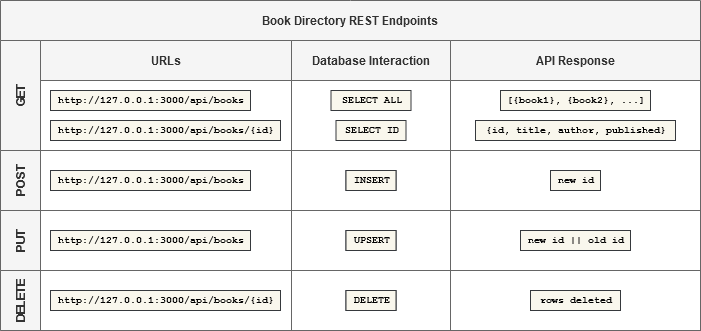 Book Directory REST Endpoints
URLs
Database Interaction
API Response
GET
http://127.0.0.1:3000/api/books
SELECT ALL
[{book1}, {book2}, ...]
http://127.0.0.1:3000/api/books/{id}
SELECT ID
{id, title, author, published}
POST
http://127.0.0.1:3000/api/books
INSERT
new id
PUT
http://127.0.0.1:3000/api/books
UPSERT
new id || old id
DELETE
http://127.0.0.1:3000/api/books/{id}
DELETE
rows deleted